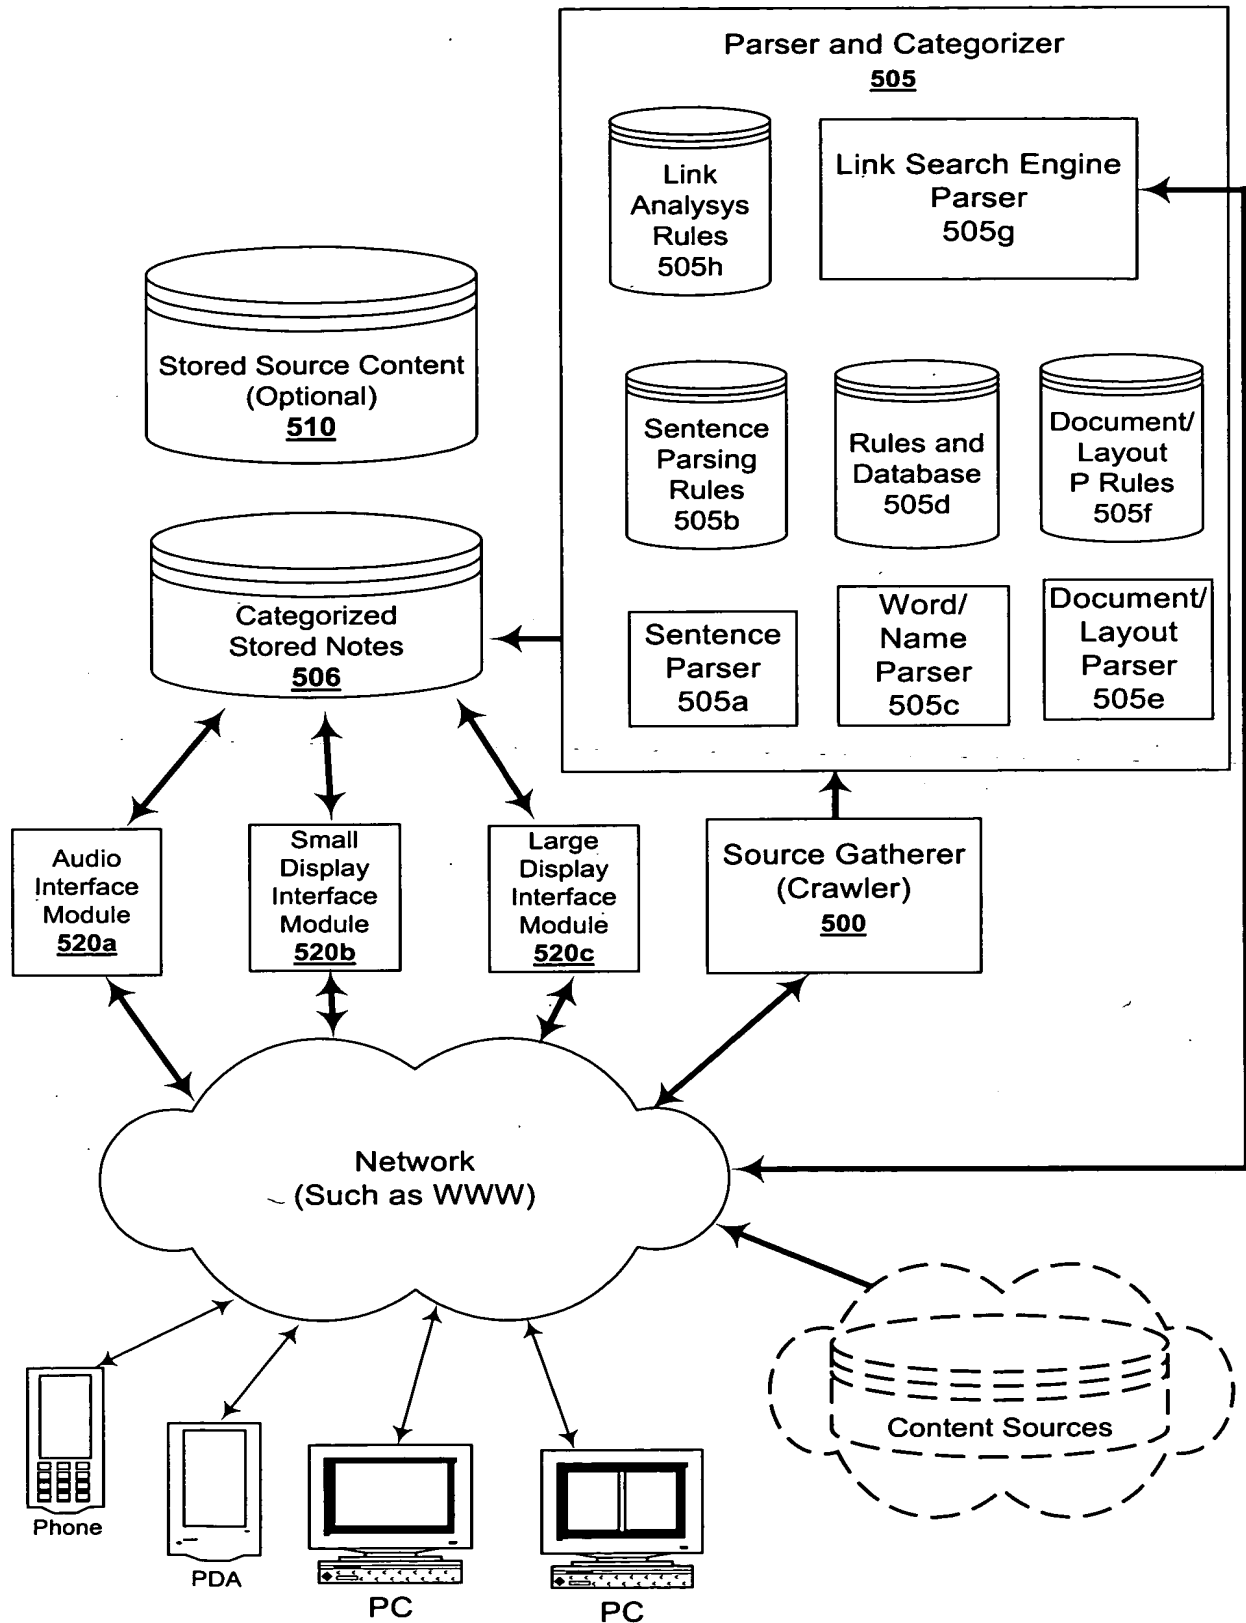 Parser and Categorizer
505
Link
Analysys
Rules
505h
Link Search Engine
Parser
505g
Stored Source Content
(Optional)
510
Sentence
Parsing
Rules
505b
Rules and
Database
505d
Document/
Layout
P Rules
505f
Categorized
Stored Notes
506
Sentence
Parser
505a
Word/
Name
Parser
505c
Document/
Layout
Parser
505e
Audio
Interface
Module
520a
Small
Display
Interface
Module
520b
Large
Display
Interface
Module
520c
Source Gatherer
(Crawler)
500
Network
(Such as WWW)
Content Sources
Phone
PDA
PC
PC